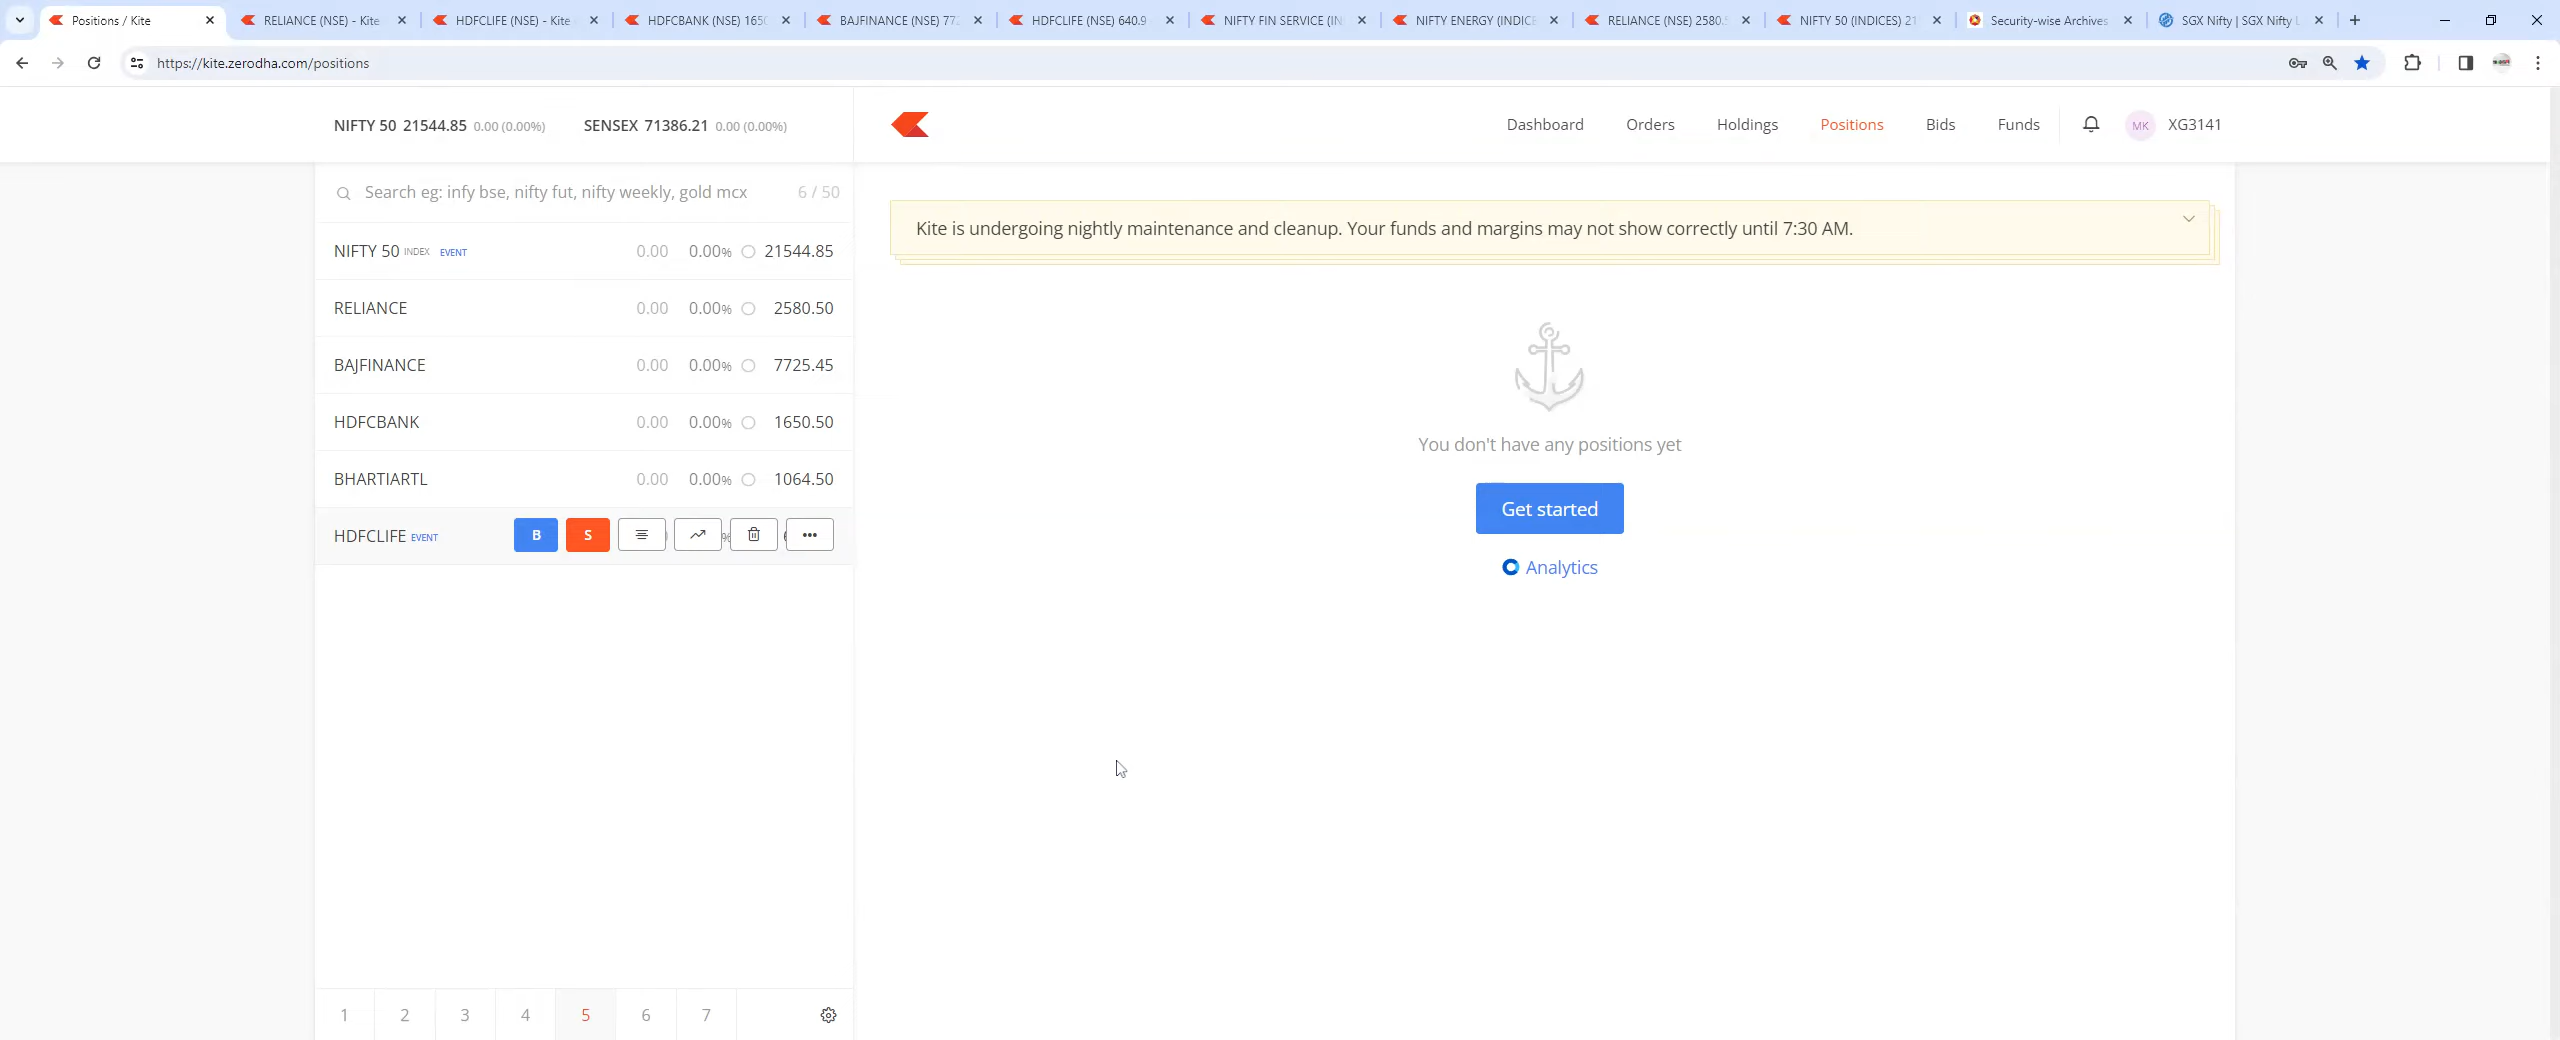 Positions / Kite
RELIANCE (NSE) - Kite
HDFCLIFE (NSE) - Kite
HDFCBANK (NSE) 1650
BAJFINANCE (NSE) 772
HDFCLIFE (NSE) 640.9
NIFTY FIN SERVICE (IN
NIFTY ENERGY (INDICE
RELIANCE (NSE) 2580.5
NIFTY 50 (INDICES) 21
Security-wise Archives
SGX Nifty | SGX Nifty L
https://kite.zerodha.com/positions
NIFTY 50 21544.85 0.00 (0.00%) SENSEX 71386.21 0.00 (0.00%)
Dashboard Orders Holdings Positions Bids Funds MK XG3141
Search eg: infy bse, nifty fut, nifty weekly, gold mcx 6 / 50
Kite is undergoing nightly maintenance and cleanup. Your funds and margins may not show correctly until 7:30 AM.
NIFTY 50 INDEX EVENT 0.00 0.00% 21544.85
RELIANCE 0.00 0.00% 2580.50
BAJFINANCE 0.00 0.00% 7725.45
HDFCBANK 0.00 0.00% 1650.50
BHARTIARTL 0.00 0.00% 1064.50
HDFCLIFE EVENT B S %
You don't have any positions yet
Get started
Analytics
1 2 3 4 5 6 7